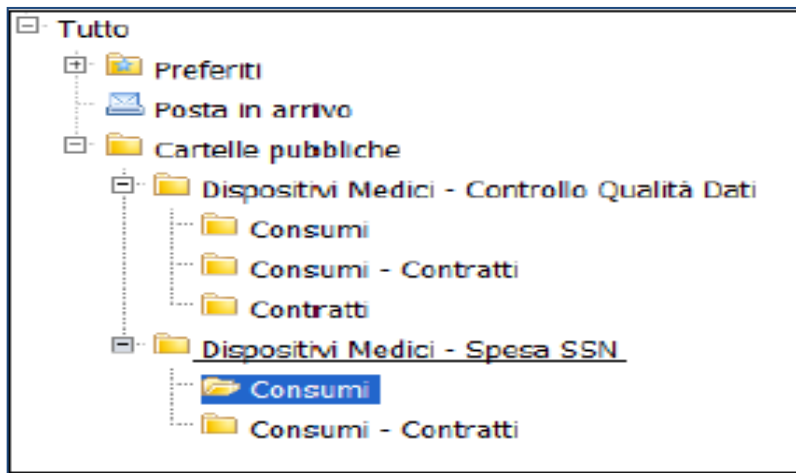 Tutto
Preferiti
Posta in arrivo
Cartelle pubbliche
Dispositivi Medici - Controllo Qualità Dati
Consumi
Consumi - Contratti
Contratti
Dispositivi Medici - Spesa SSN
Consumi
Consumi - Contratti